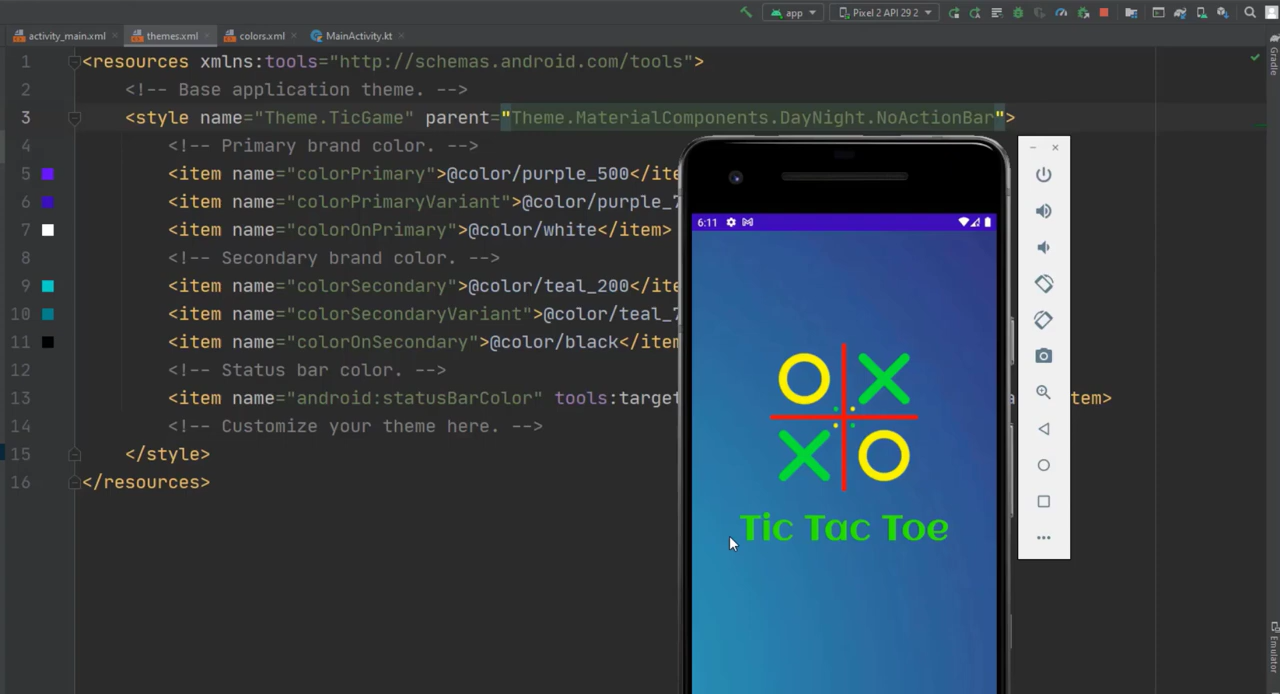 app
Pixel 2 API 29 2
activity_main.xml
themes.xml
colors.xml
MainActivity.kt
Gradle
1 <resources xmlns:tools="http://schemas.android.com/tools">
2 <!-- Base application theme. -->
3 <style name="Theme.TicGame" parent="Theme.MaterialComponents.DayNight.NoActionBar">
4 <!-- Primary brand color. -->
5 <item name="colorPrimary">@color/purple_500</ite
6 <item name="colorPrimaryVariant">@color/purple_7
7 <item name="colorOnPrimary">@color/white</item>
8 <!-- Secondary brand color. -->
9 <item name="colorSecondary">@color/teal_200</ite
10 <item name="colorSecondaryVariant">@color/teal_7
11 <item name="colorOnSecondary">@color/black</item
12 <!-- Status bar color. -->
13 <item name="android:statusBarColor" tools:target
tem>
14 <!-- Customize your theme here. -->
15 </style>
16 </resources>
6:11
Tic Tac Toe
Emulator